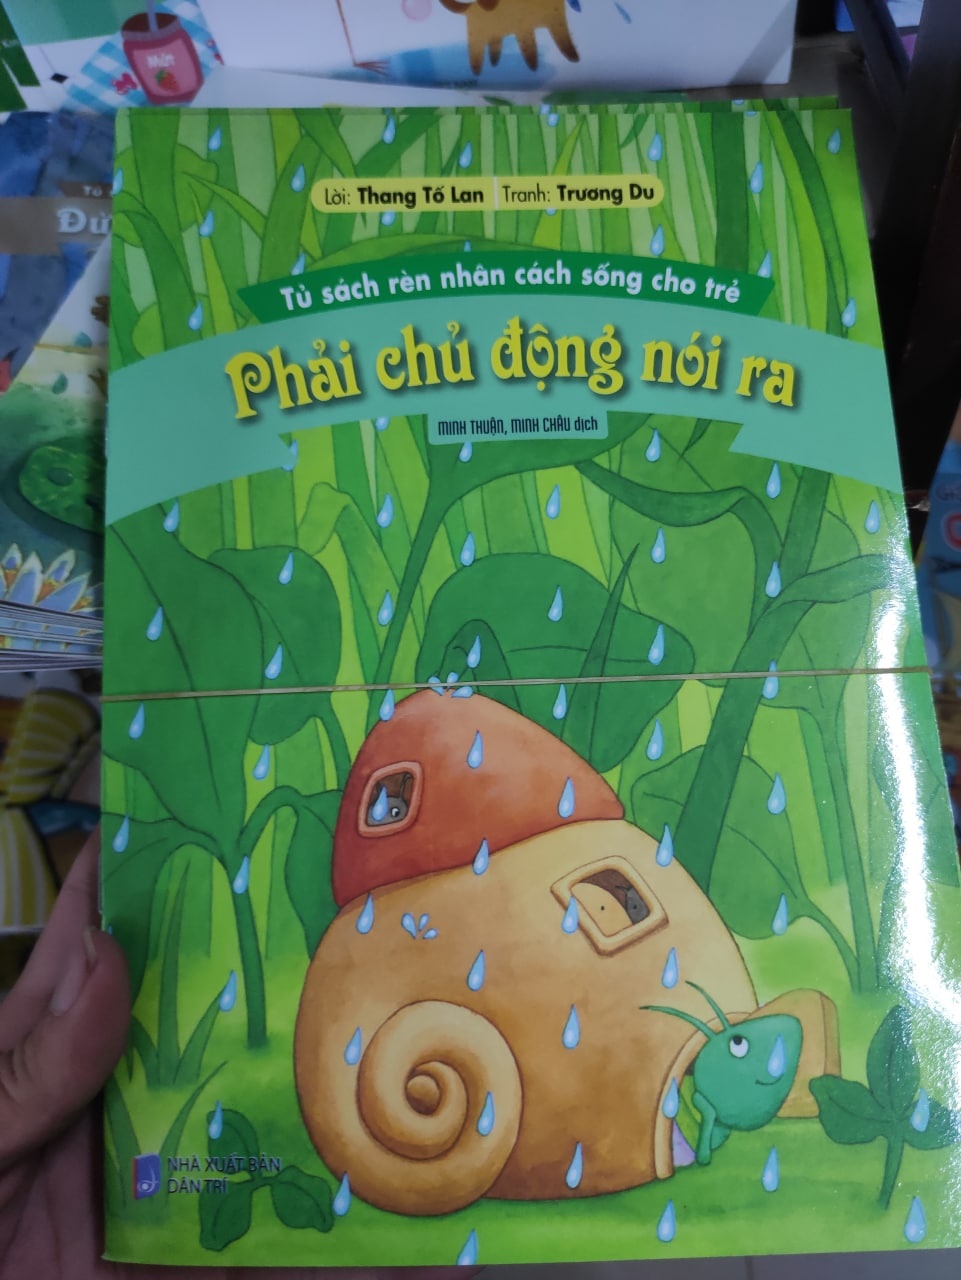 Mứt
Lời: Thang Tố Lan | Tranh: Trương Du
Tủ sách rèn nhân cách sống cho trẻ
Phải chủ động nói ra
MINH THUẬN, MINH CHÂU dịch
NHÀ XUẤT BẢN
DÂN TRÍ